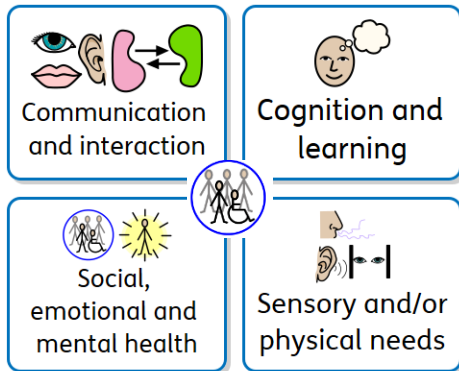 Communication
and interaction
Cognition and
learning
Social,
emotional and
mental health
Sensory and/or
physical needs